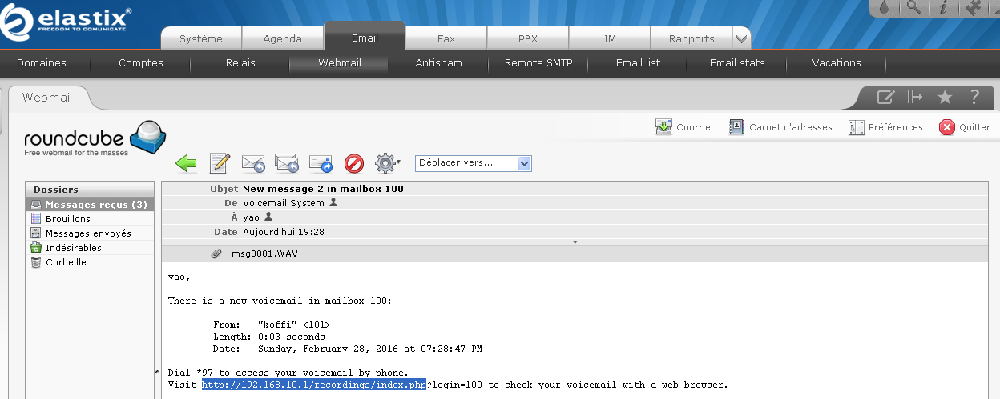 elastix®
FREEDOM TO COMUNICATE
Système Agenda Email Fax PBX IM Rapports
Domaines Comptes Relais Webmail Antispam Remote SMTP Email list Email stats Vacations
Webmail
roundcube
Free webmail for the masses
Courriel Carnet d'adresses Préférences Quitter
Déplacer vers...
Dossiers
Messages reçus (3)
Brouillons
Messages envoyés
Indésirables
Corbeille
Objet New message 2 in mailbox 100
De Voicemail System
À yao
Date Aujourd'hui 19:28
msg0001.WAV
yao,
There is a new voicemail in mailbox 100:
From: "koffi" <101>
Length: 0:03 seconds
Date: Sunday, February 28, 2016 at 07:28:47 PM
Dial *97 to access your voicemail by phone.
Visit http://192.168.10.1/recordings/index.php?login=100 to check your voicemail with a web browser.